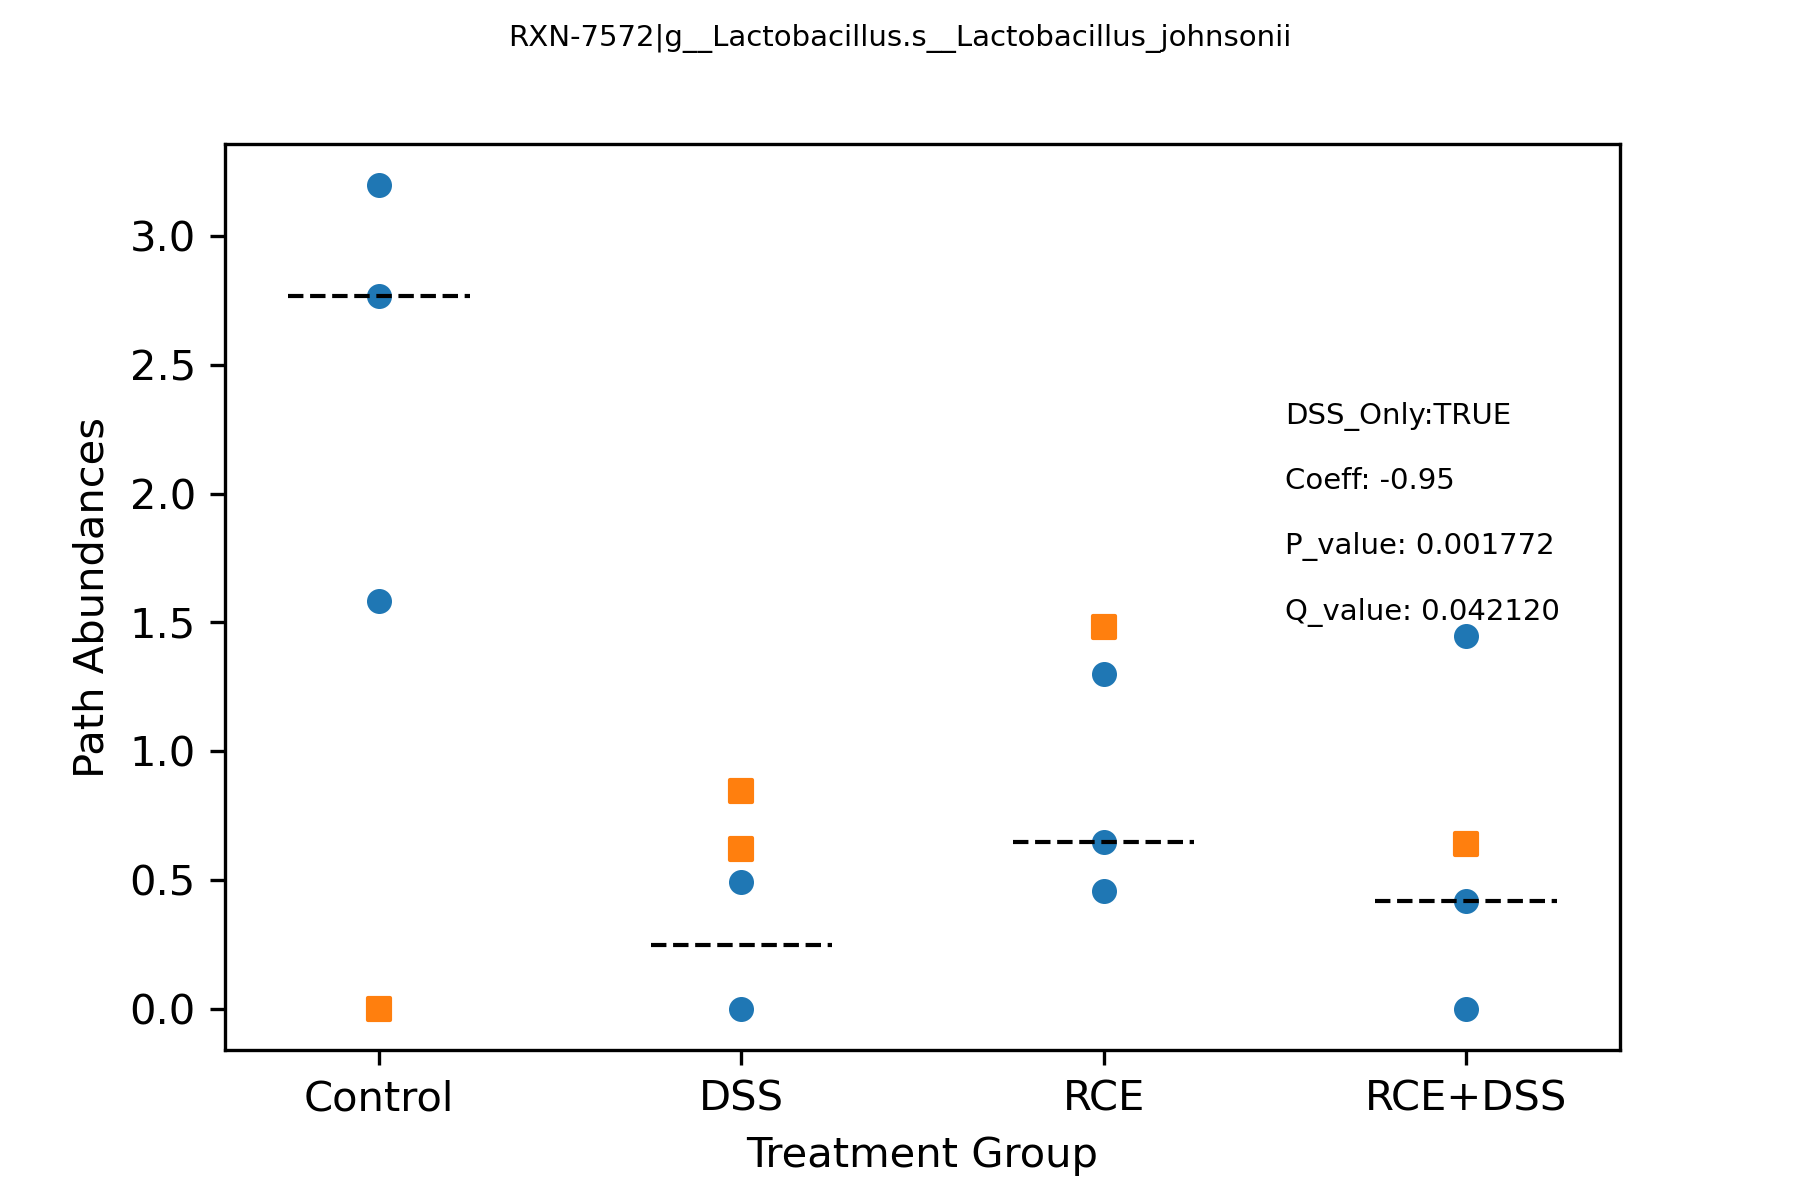 RXN-7572|g__Lactobacillus.s__Lactobacillus_johnsonii
3.0
2.5
2.0
1.5
1.0
0.5
0.0
Path Abundances
DSS_Only:TRUE
Coeff: -0.95
P_value: 0.001772
Q_value: 0.042120
Control
DSS
RCE
RCE+DSS
Treatment Group